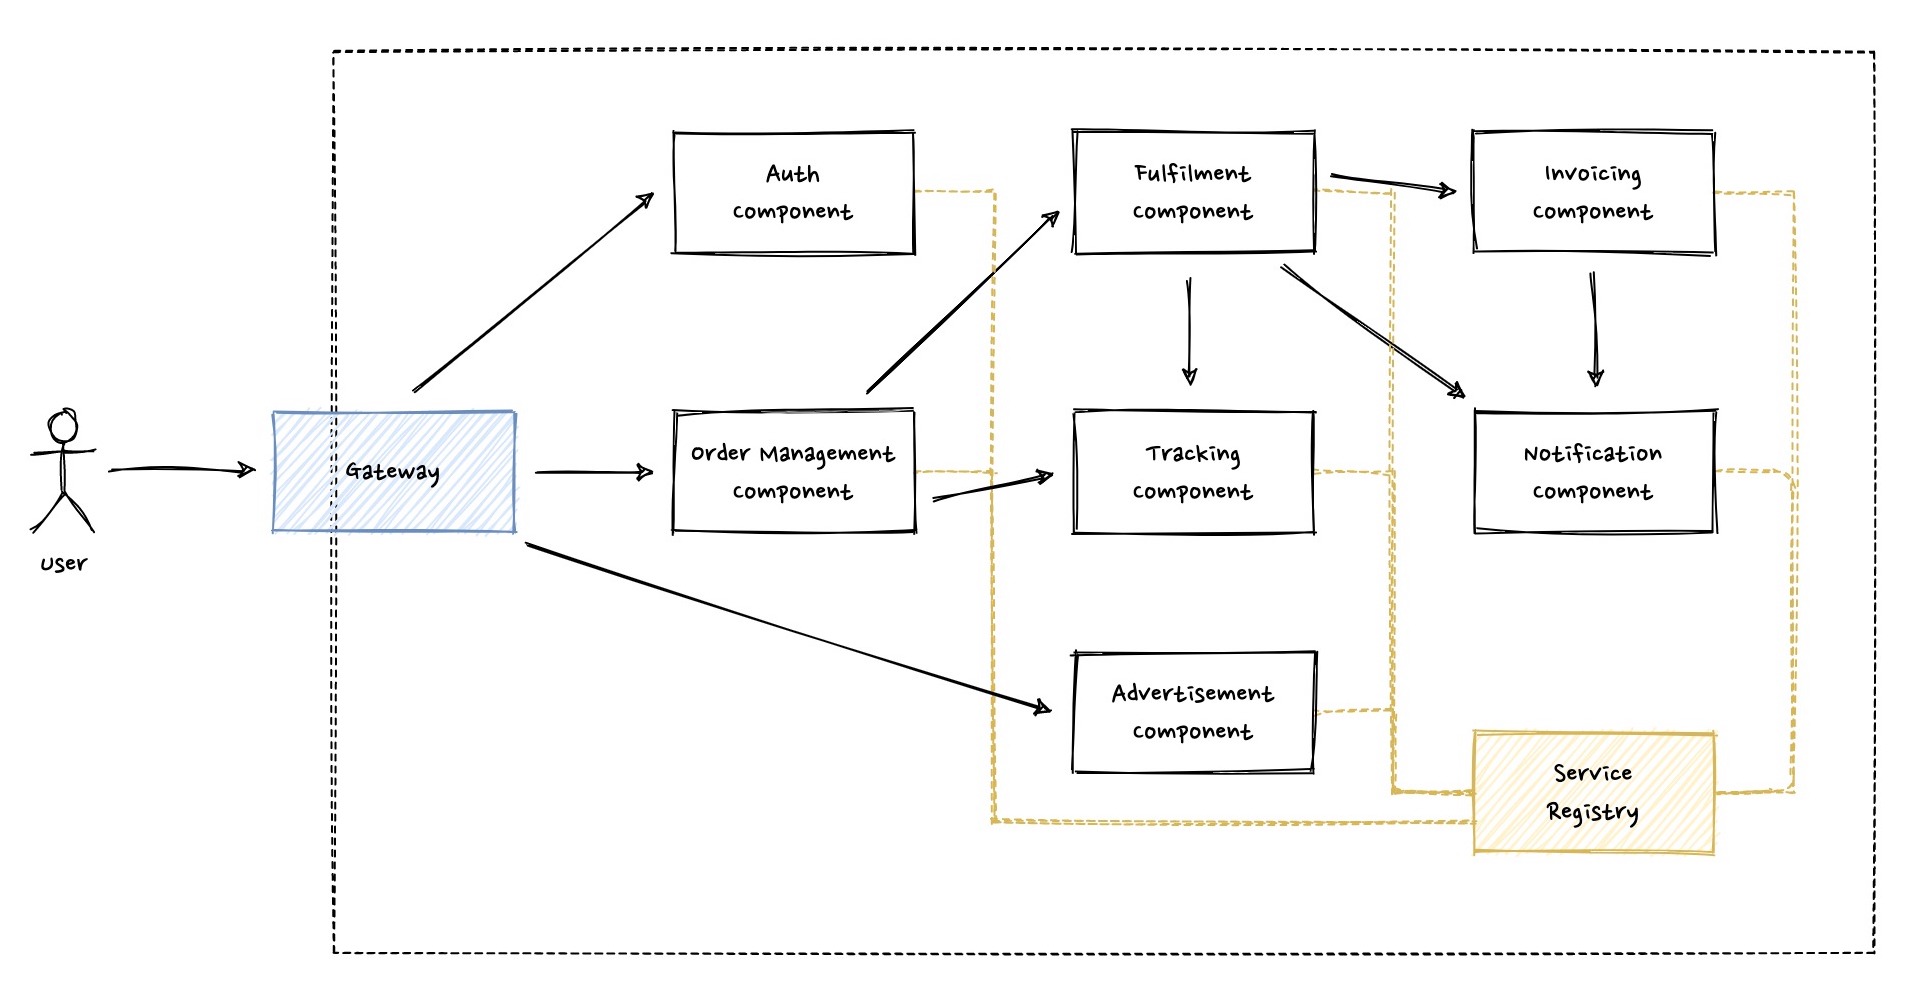 Auth
component
Fulfilment
component
Invoicing
component
Gateway
Order Management
component
Tracking
component
Notification
component
user
Advertisement
component
Service
Registry